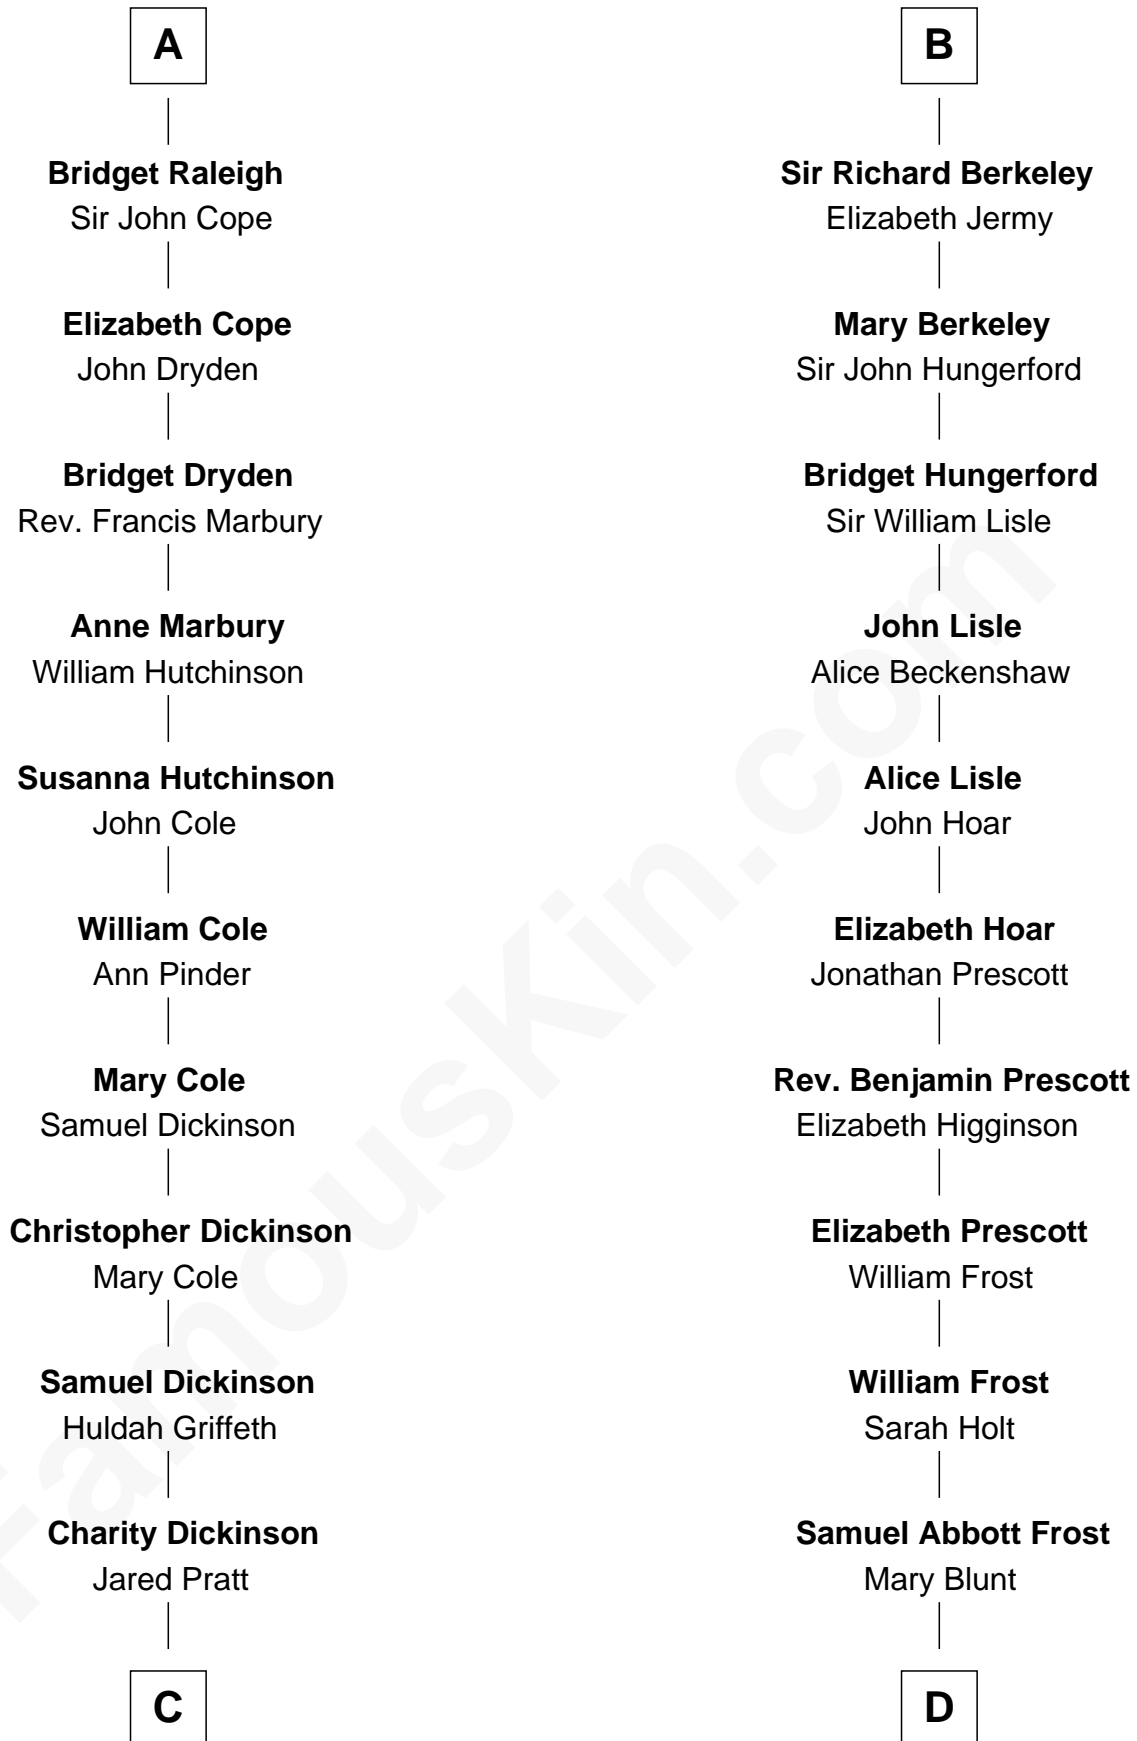 A
Bridget Raleigh
Sir John Cope
Elizabeth Cope
John Dryden
Bridget Dryden
Rev. Francis Marbury
Anne Marbury
William Hutchinson
Susanna Hutchinson
John Cole
William Cole
Ann Pinder
Mary Cole
Samuel Dickinson
Christopher Dickinson
Mary Cole
Samuel Dickinson
Huldah Griffeth
Charity Dickinson
Jared Pratt
C
B
Sir Richard Berkeley
Elizabeth Jermy
Mary Berkeley
Sir John Hungerford
Bridget Hungerford
Sir William Lisle
John Lisle
Alice Beckenshaw
Alice Lisle
John Hoar
Elizabeth Hoar
Jonathan Prescott
Rev. Benjamin Prescott
Elizabeth Higginson
Elizabeth Prescott
William Frost
William Frost
Sarah Holt
Samuel Abbott Frost
Mary Blunt
D
FamousKin.com